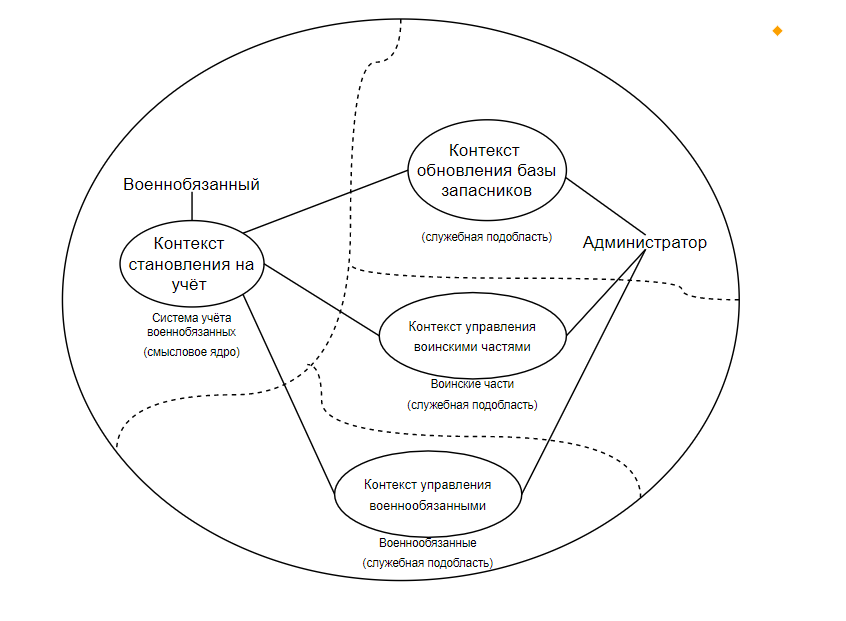 Военнобязанный
Контекст
становления на
учёт
Система учёта
военнобязанных
(смысловое ядро)
Контекст
обновления базы
запасников
(служебная подобласть)
Администратор
Контекст управления
воинскими частями
Воинские части
(служебная подобласть)
Контекст управления
военнообязанными
Военнообязанные
(служебная подобласть)